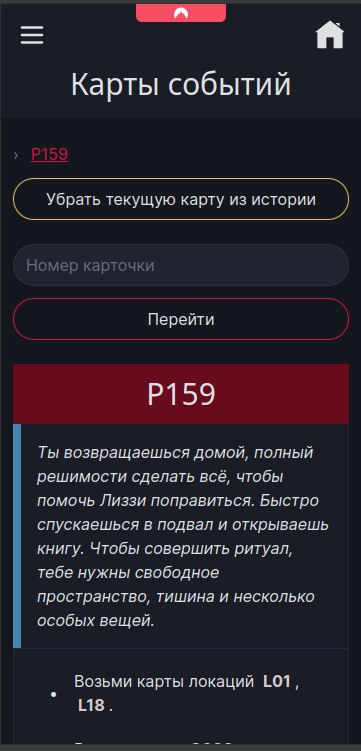 Карты событий
› P159
Убрать текущую карту из истории
Номер карточки
Перейти
P159
Ты возвращаешься домой, полный
решимости сделать всё, чтобы
помочь Лиззи поправиться. Быстро
спускаешься в подвал и открываешь
книгу. Чтобы совершить ритуал,
тебе нужны свободное
пространство, тишина и несколько
особых вещей.
• Возьми карты локаций L01 ,
L18 .